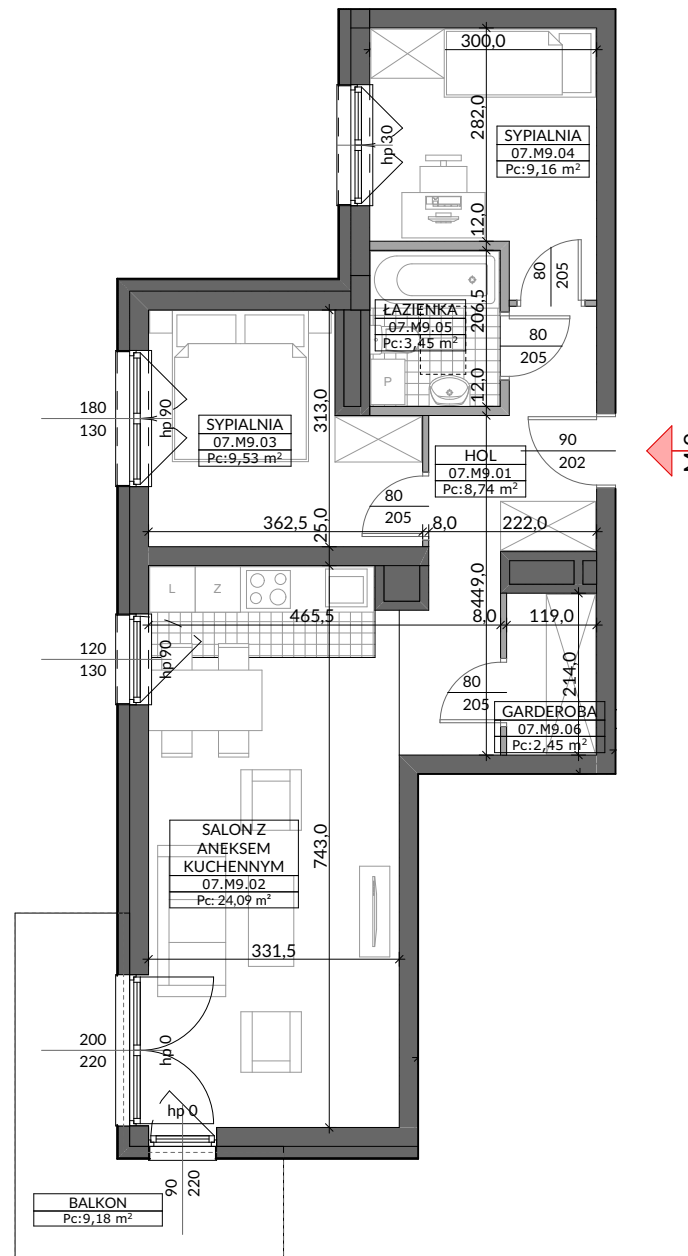 300,0
282,0
hp 30
SYPIALNIA
07.M9.04
Pc:9,16 m²
12,0
80
205
206,5
ŁAZIENKA
07.M9.05
Pc:3,45 m²
80
205
P
12,0
180
130
hp 90
313,0
SYPIALNIA
07.M9.03
Pc:9,53 m²
90
202
HOL
07.M9.01
Pc:8,74 m²
80
205
362,5
25,0
8,0
222,0
L
Z
449,0
465,5
8,0
119,0
120
130
hp 90
214,0
80
205
GARDEROBA
07.M9.06
Pc:2,45 m²
SALON Z
ANEKSEM
KUCHENNYM
07.M9.02
Pc: 24,09 m²
743,0
331,5
200
220
hp 0
hp 0
90
220
BALKON
Pc:9,18 m²